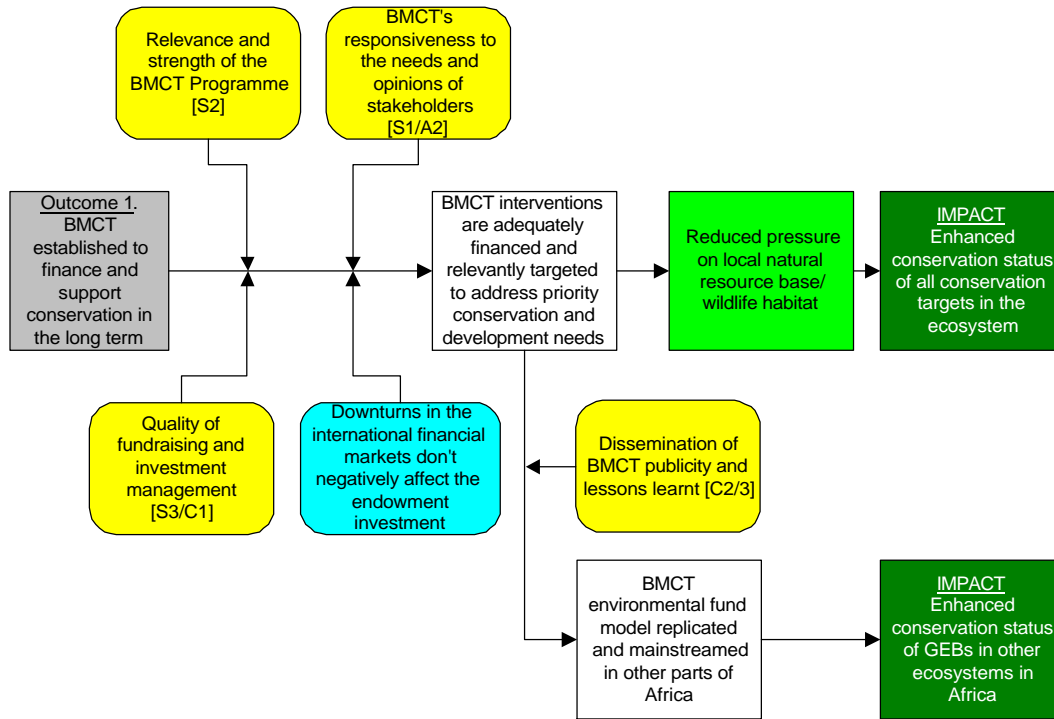 Relevance and
strength of the
BMCT Programme
[S2]
BMCT's
responsiveness to
the needs and
opinions of
stakeholders
[S1/A2]
Outcome 1.
BMCT
established to
finance and
support
conservation in
the long term
BMCT interventions
are adequately
financed and
relevantly targeted
to address priority
conservation and
development needs
Reduced pressure
on local natural
resource base/
wildlife habitat
IMPACT
Enhanced
conservation status
of all conservation
targets in the
ecosystem
Quality of
fundraising and
investment
management
[S3/C1]
Downturns in the
international financial
markets don't
negatively affect the
endowment
investment
Dissemination of
BMCT publicity and
lessons learnt [C2/3]
BMCT
environmental fund
model replicated
and mainstreamed
in other parts of
Africa
IMPACT
Enhanced
conservation status
of GEBs in other
ecosystems in
Africa